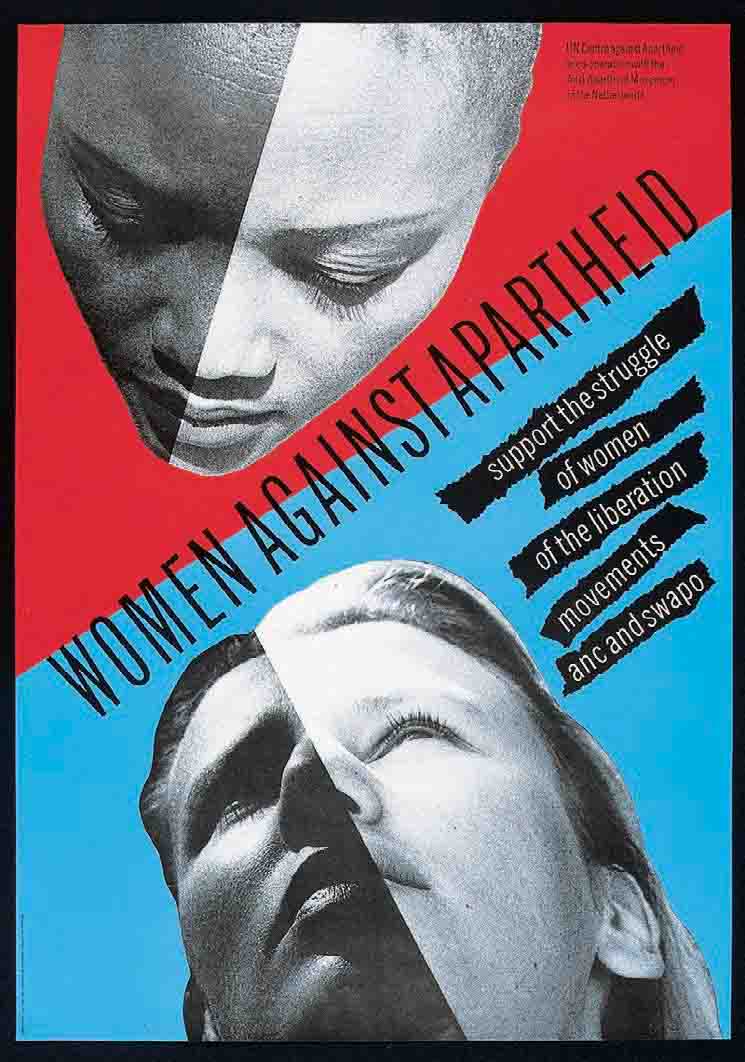 UN Centre against Apartheid
in co-operation with the
Anti-Apartheid Movement
of the Netherlands
WOMEN AGAINST APARTHEID
support the struggle
of women
of the liberation
movements
anc and swapo